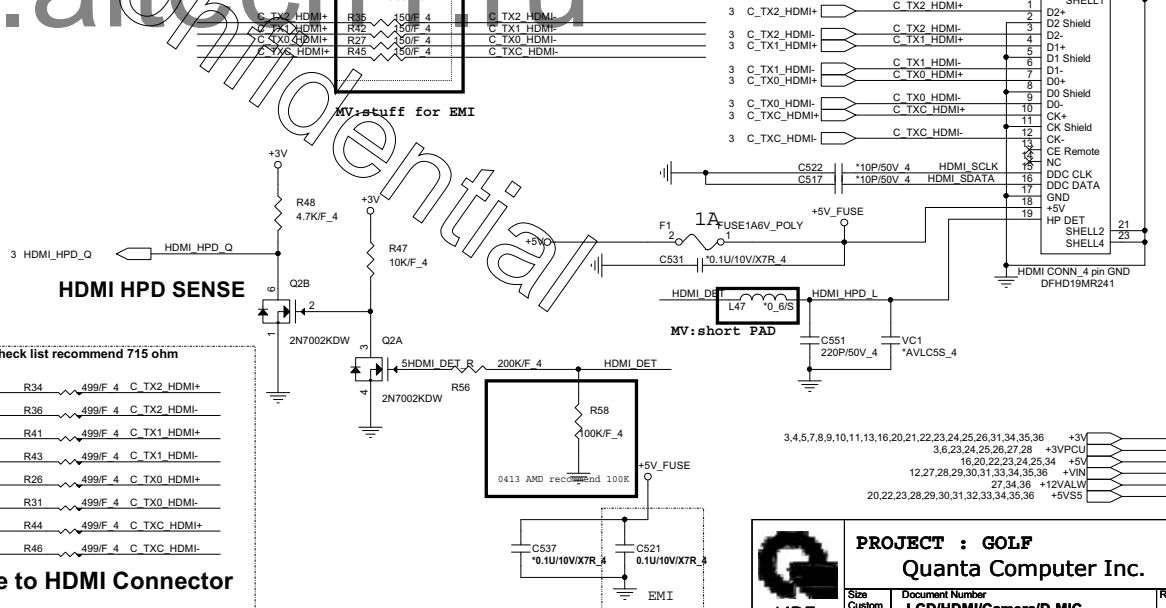 .altech1.ru
Confidential
C_TX2_HDMI+ R35 150/F_4 C_TX2_HDMI-
C_TX1_HDMI+ R42 150/F_4 C_TX1_HDMI-
C_TX0_HDMI+ R27 150/F_4 C_TX0_HDMI-
C_TXC_HDMI+ R45 150/F_4 C_TXC_HDMI-
MV:stuff for EMI
+3V
R48
4.7K/F_4
+3V
R47
10K/F_4
3 HDMI_HPD_Q HDMI_HPD_Q
HDMI HPD SENSE
6 Q2B
2
1
2N7002KDW
3 Q2A
4
2N7002KDW
5 HDMI_DET_R 200K/F_4 HDMI_DET
R56
R58
100K/F_4
0413 AMD recommend 100K
heck list recommend 715 ohm
R34 499/F_4 C_TX2_HDMI+
R36 499/F_4 C_TX2_HDMI-
R41 499/F_4 C_TX1_HDMI+
R43 499/F_4 C_TX1_HDMI-
R26 499/F_4 C_TX0_HDMI+
R31 499/F_4 C_TX0_HDMI-
R44 499/F_4 C_TXC_HDMI+
R46 499/F_4 C_TXC_HDMI-
e to HDMI Connector
3 C_TX2_HDMI+ C_TX2_HDMI+
3 C_TX2_HDMI- C_TX2_HDMI-
3 C_TX1_HDMI+ C_TX1_HDMI+
3 C_TX1_HDMI- C_TX1_HDMI-
3 C_TX0_HDMI+ C_TX0_HDMI+
3 C_TX0_HDMI- C_TX0_HDMI-
3 C_TXC_HDMI+ C_TXC_HDMI+
3 C_TXC_HDMI- C_TXC_HDMI-
SHELL1
1 D2+
2 D2 Shield
3 D2-
4 D1+
5 D1 Shield
6 D1-
7 D0+
8 D0 Shield
9 D0-
10 CK+
11 CK Shield
12 CK-
13 CE Remote
14 NC
15 DDC CLK
16 DDC DATA
17 GND
18 +5V
19 HP DET
SHELL2 21
SHELL4 23
HDMI CONN_4 pin GND
DFHD19MR241
C522 *10P/50V_4 HDMI_SCLK
C517 *10P/50V_4 HDMI_SDATA
+5V_FUSE
F1 1A FUSE1A6V_POLY
+5V 2 1
C531 *0.1U/10V/X7R_4
HDMI_DET HDMI_HPD_L
L47 *0_6/S
MV:short PAD
C551
220P/50V_4
VC1
*AVLC5S_4
+5V_FUSE
C537
*0.1U/10V/X7R_4
C521
0.1U/10V/X7R_4
EMI
3,4,5,7,8,9,10,11,13,16,20,21,22,23,24,25,26,31,34,35,36 +3V
3,6,23,24,25,26,27,28 +3VPCU
16,20,22,23,24,25,34 +5V
12,27,28,29,30,31,33,34,35,36 +VIN
27,34,36 +12VALW
20,22,23,28,29,30,31,32,33,34,35,36 +5VS5
PROJECT : GOLF
Quanta Computer Inc.
Size
Custom
Document Number
LCD/HDMI/Camera/D-MIC
R